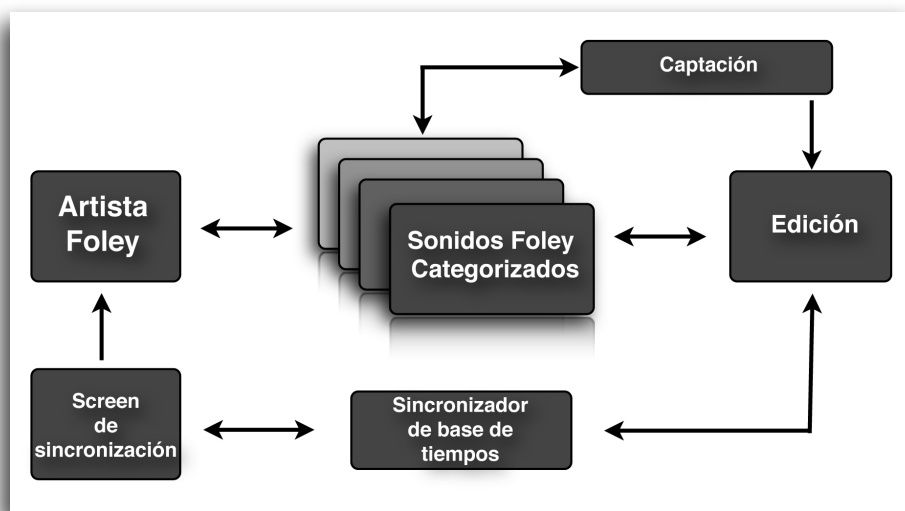 Captación
Artista
Foley
Sonidos Foley
Categorizados
Edición
Screen
de
sincronización
Sincronizador
de base de
tiempos